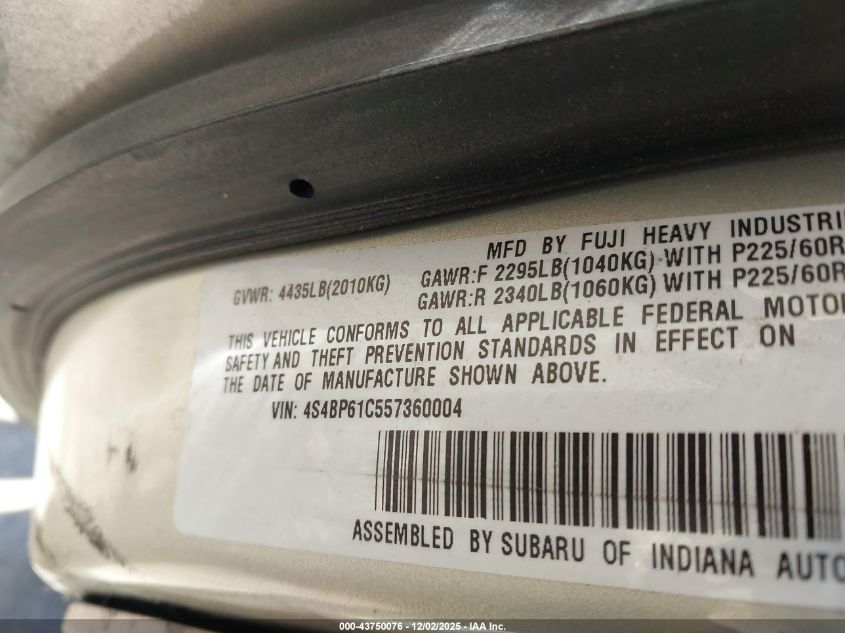 MFD BY FUJI HEAVY INDUSTRI
GVWR: 4435LB(2010KG) GAWR:F 2295LB(1040KG) WITH P225/60R
GAWR:R 2340LB(1060KG) WITH P225/60R
THIS VEHICLE CONFORMS TO ALL APPLICABLE FEDERAL MOTOR
SAFETY AND THEFT PREVENTION STANDARDS IN EFFECT ON
THE DATE OF MANUFACTURE SHOWN ABOVE.
VIN: 4S4BP61C557360004
ASSEMBLED BY SUBARU OF INDIANA AUTO
000-43750076 - 12/02/2025 - IAA Inc.